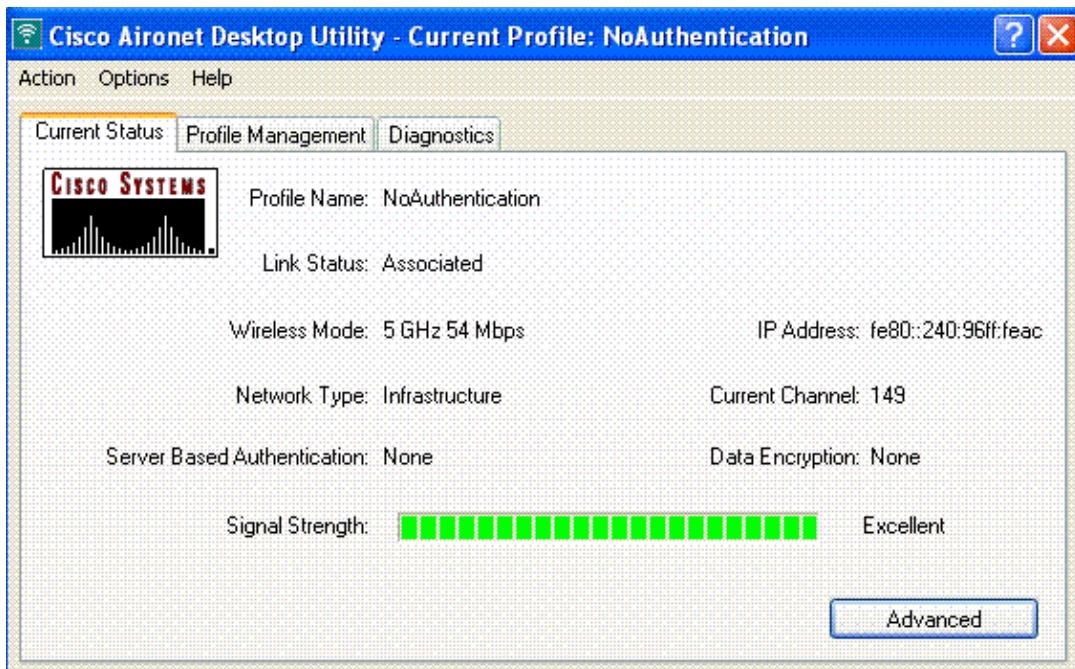 Cisco Aironet Desktop Utility - Current Profile: NoAuthentication
Action Options Help
Current Status Profile Management Diagnostics
CISCO SYSTEMS
Profile Name: NoAuthentication
Link Status: Associated
Wireless Mode: 5 GHz 54 Mbps IP Address: fe80::240:96ff:feac
Network Type: Infrastructure Current Channel: 149
Server Based Authentication: None Data Encryption: None
Signal Strength: Excellent
Advanced